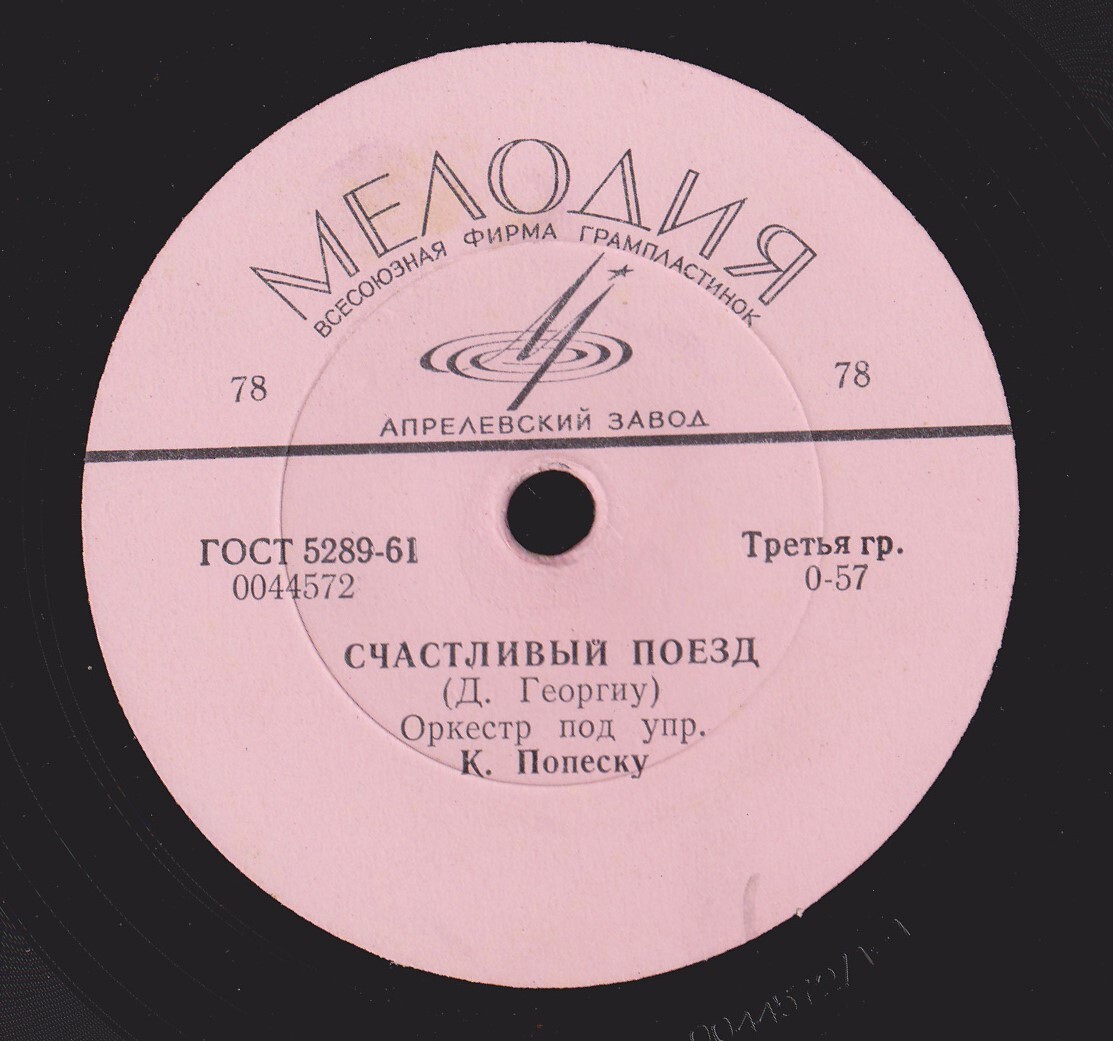 МЕЛОДИЯ
ВСЕСОЮЗНАЯ ФИРМА ГРАМПЛАСТИНОК
78
78
АПРЕЛЕВСКИЙ ЗАВОД
ГОСТ 5289-61
0044572
Третья гр.
0-57
СЧАСТЛИВЫЙ ПОЕЗД
(Д. Георгиу)
Оркестр под упр.
К. Попеску